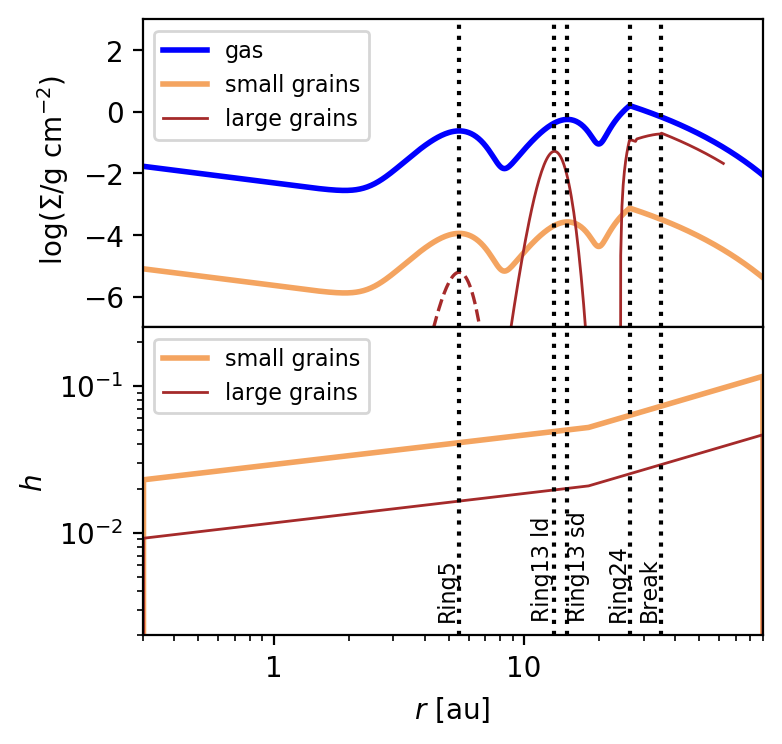 gas
small grains
large grains
log(Σ/g cm⁻²)
2
0
−2
−4
−6
small grains
large grains
h
10⁻¹
10⁻²
Ring5
Ring13 ld
Ring13 sd
Ring24
Break
1
10
r [au]